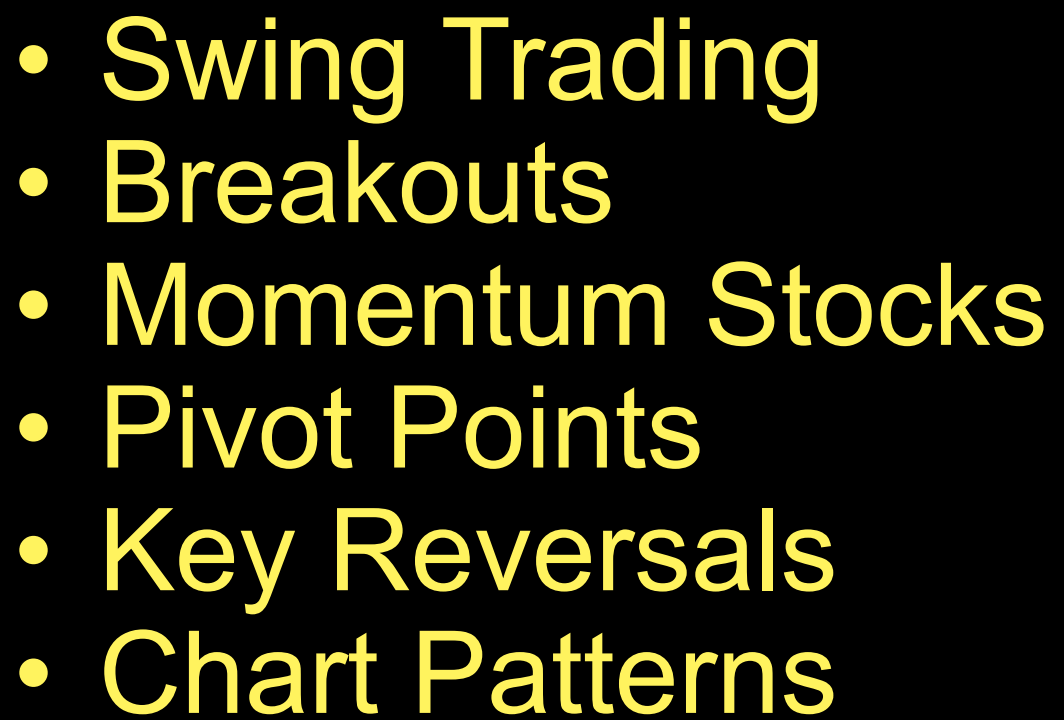 • Swing Trading
• Breakouts
• Momentum Stocks
• Pivot Points
• Key Reversals
• Chart Patterns